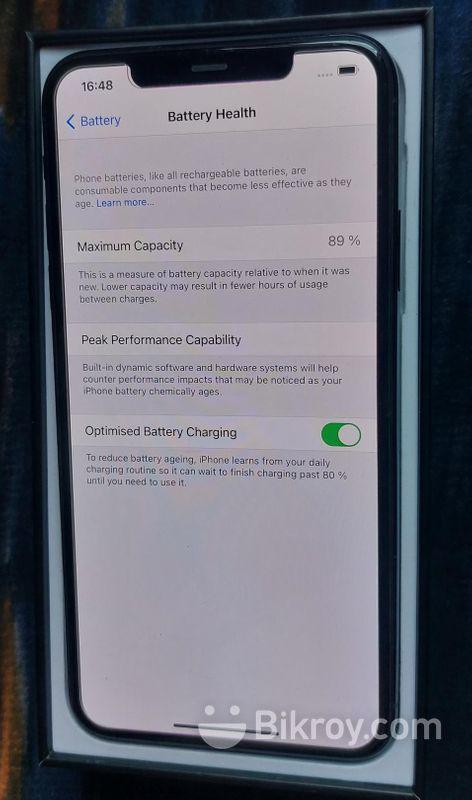 16:48
Battery
Battery Health
Phone batteries, like all rechargeable batteries, are
consumable components that become less effective as they
age. Learn more...
Maximum Capacity 89 %
This is a measure of battery capacity relative to when it was
new. Lower capacity may result in fewer hours of usage
between charges.
Peak Performance Capability
Built-in dynamic software and hardware systems will help
counter performance impacts that may be noticed as your
iPhone battery chemically ages.
Optimised Battery Charging
To reduce battery ageing, iPhone learns from your daily
charging routine so it can wait to finish charging past 80 %
until you need to use it.
Bikroy.com